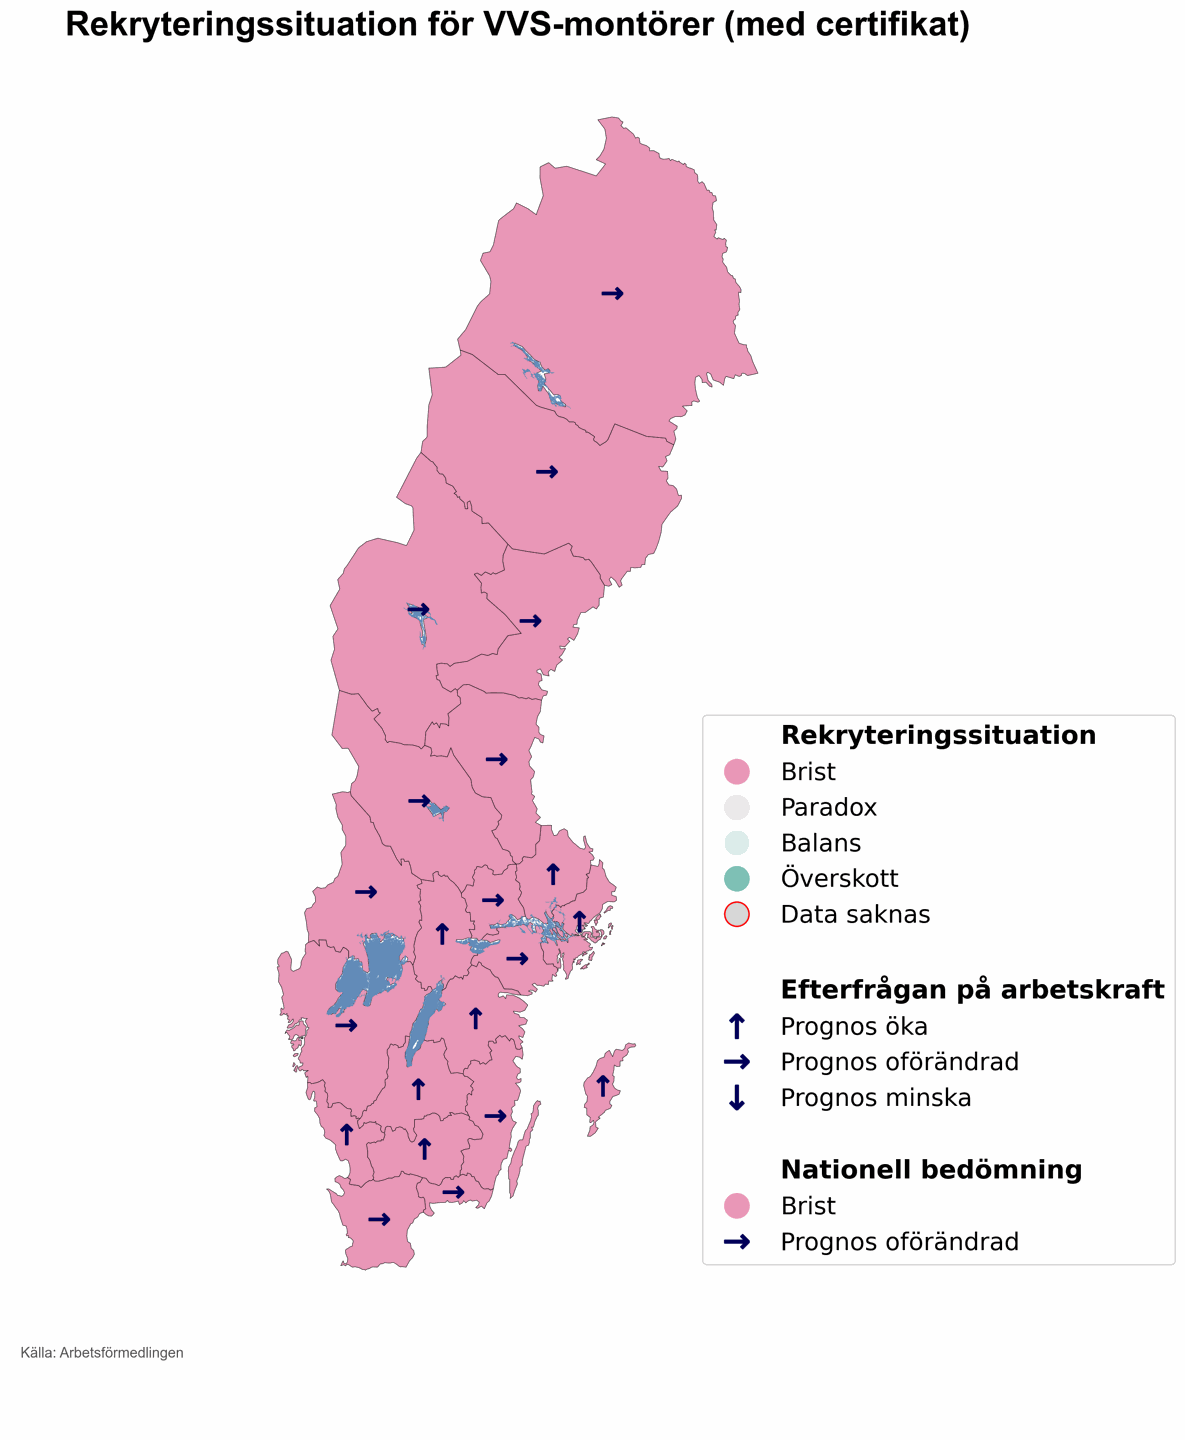 Rekryteringssituation för VVS-montörer (med certifikat)
Rekryteringssituation
Brist
Paradox
Balans
Överskott
Data saknas
Efterfrågan på arbetskraft
Prognos öka
Prognos oförändrad
Prognos minska
Nationell bedömning
Brist
Prognos oförändrad
Källa: Arbetsförmedlingen